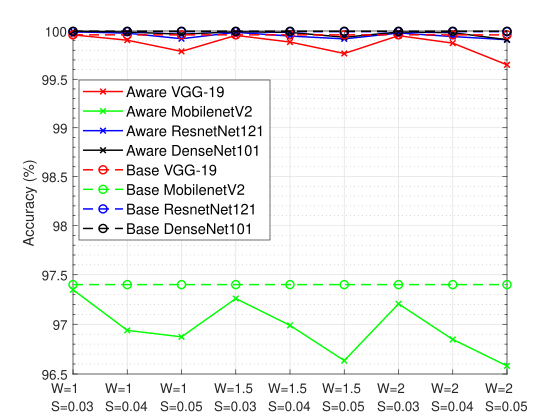 100
99.5
99
98.5
98
97.5
97
96.5
Accuracy (%)
Aware VGG-19
Aware MobilenetV2
Aware ResnetNet121
Aware DenseNet101
Base VGG-19
Base MobilenetV2
Base ResnetNet121
Base DenseNet101
W=1 W=1 W=1 W=1.5 W=1.5 W=1.5 W=2 W=2 W=2
S=0.03 S=0.04 S=0.05 S=0.03 S=0.04 S=0.05 S=0.03 S=0.04 S=0.05